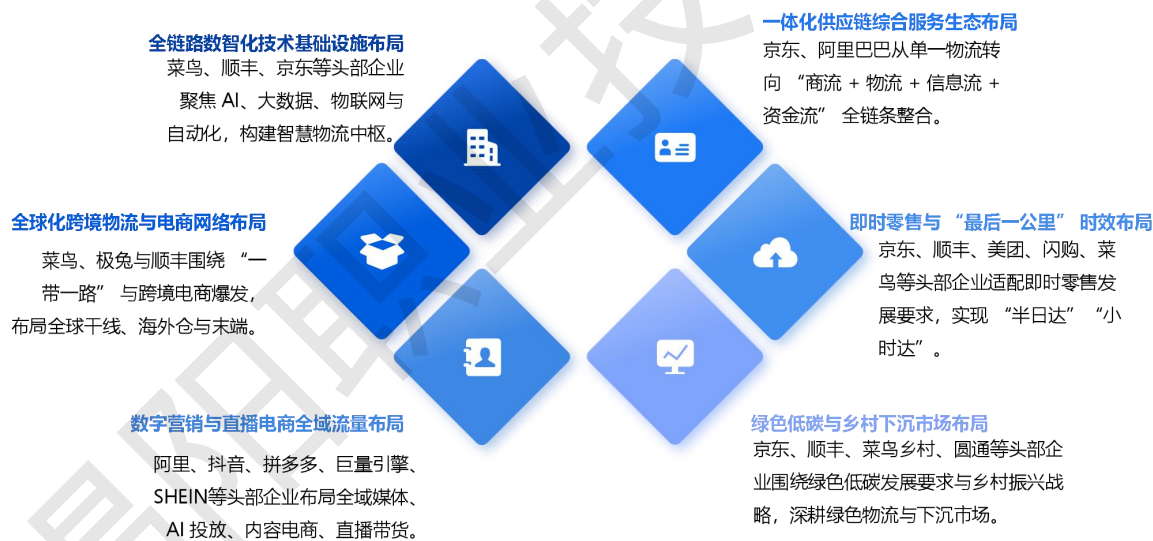 全链路数智化技术基础设施布局
菜鸟、顺丰、京东等头部企业
聚焦 AI、大数据、物联网与
自动化，构建智慧物流中枢。
一体化供应链综合服务生态布局
京东、阿里巴巴从单一物流转
向 “商流 + 物流 + 信息流 +
资金流” 全链条整合。
全球化跨境物流与电商网络布局
菜鸟、极兔与顺丰围绕 “一
带一路” 与跨境电商爆发，
布局全球干线、海外仓与末端。
即时零售与 “最后一公里” 时效布局
京东、顺丰、美团、闪购、菜
鸟等头部企业适配即时零售发
展要求，实现 “半日达” “小
时达” 。
数字营销与直播电商全域流量布局
阿里、抖音、拼多多、巨量引擎、
SHEIN等头部企业布局全域媒体、
AI 投放、内容电商、直播带货。
绿色低碳与乡村下沉市场布局
京东、顺丰、菜鸟乡村、圆通等头部企
业围绕绿色低碳发展要求与乡村振兴战
略，深耕绿色物流与下沉市场。
阳职业技